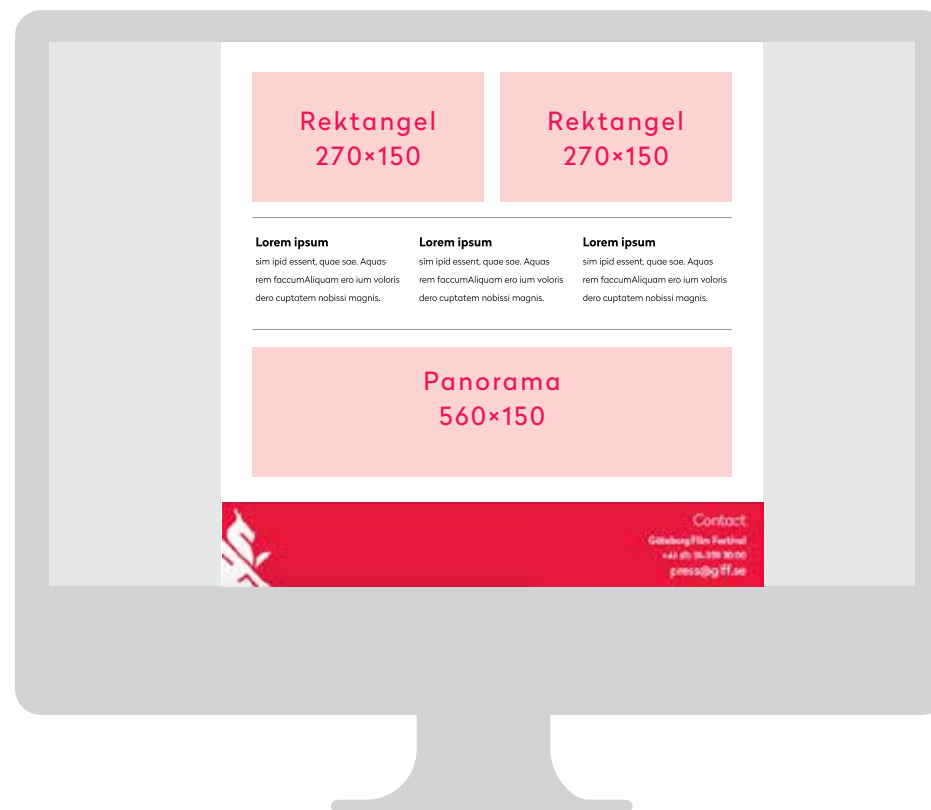 Rektangel
270×150
Rektangel
270×150
Lorem ipsum
sim ipid essent, quae sae. Aquas
rem faccumAliquam ero ium voloris
dero cuptatem nobissi magnis.
Lorem ipsum
sim ipid essent, quae sae. Aquas
rem faccumAliquam ero ium voloris
dero cuptatem nobissi magnis.
Lorem ipsum
sim ipid essent, quae sae. Aquas
rem faccumAliquam ero ium voloris
dero cuptatem nobissi magnis.
Panorama
560×150
Contact
Göteborg Film Festival
press@giff.se